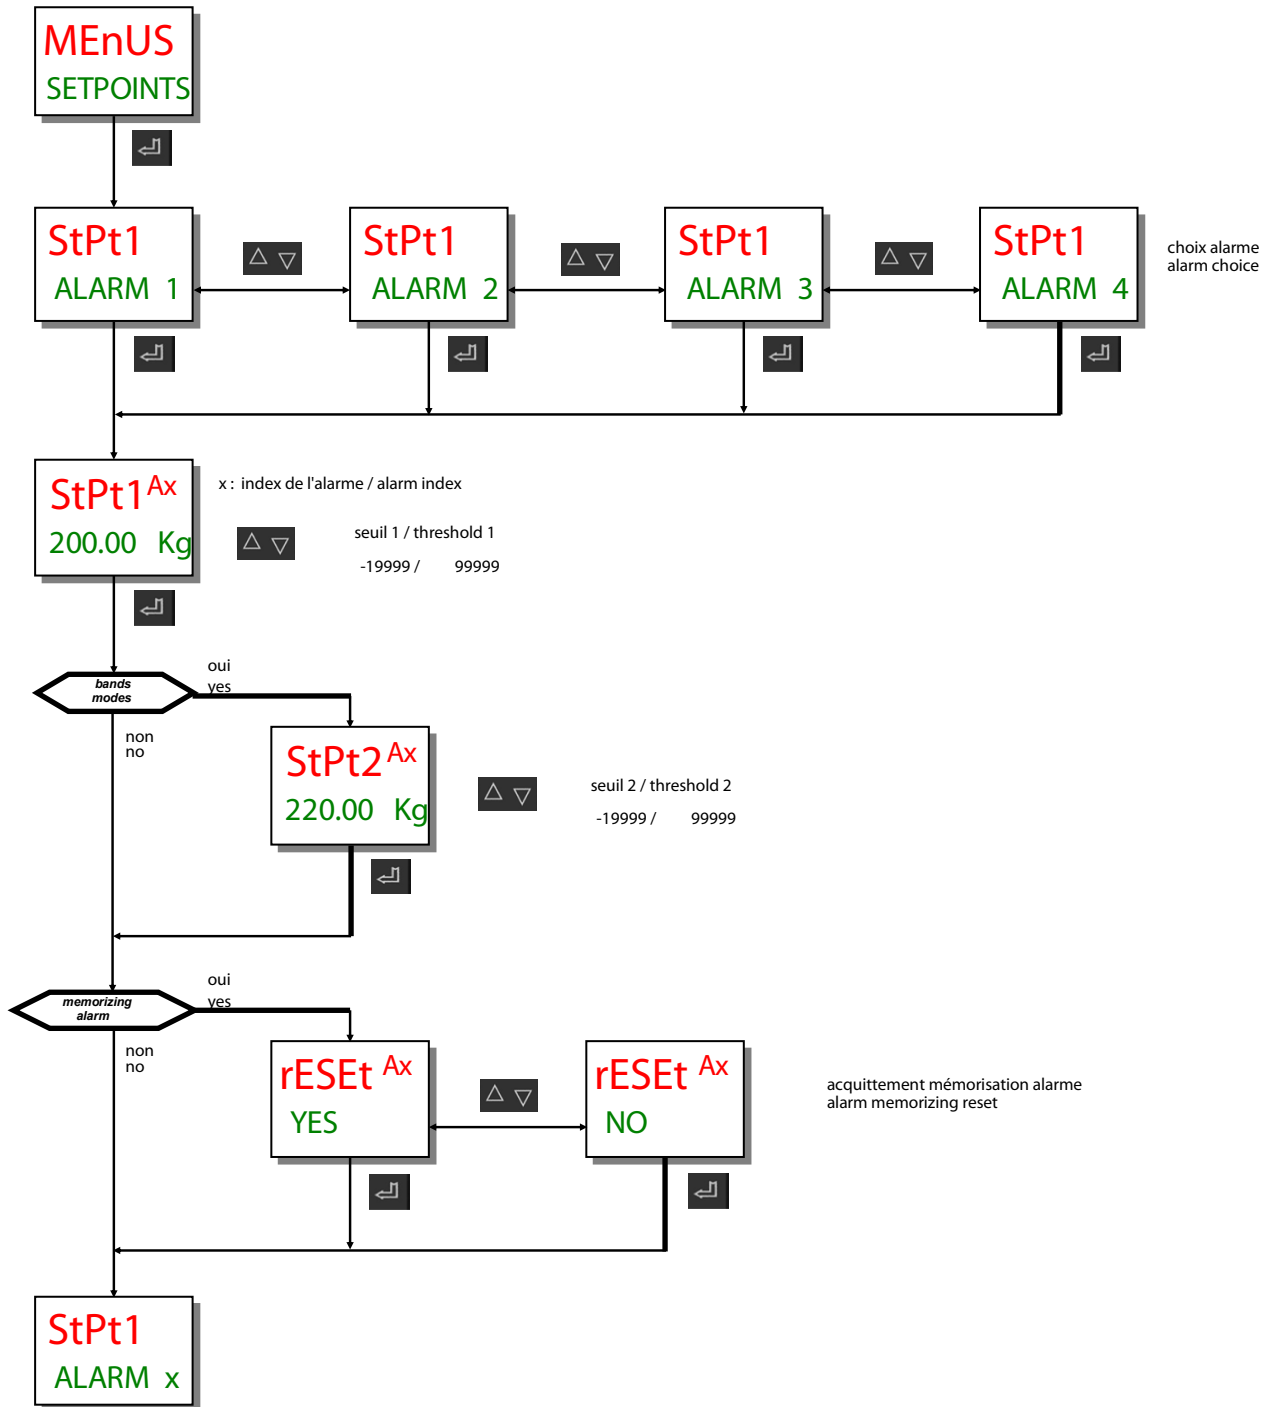 MEnUS
SETPOINTS
StPt1
ALARM 1
StPt1
ALARM 2
StPt1
ALARM 3
StPt1
ALARM 4
choix alarme
alarm choice
StPt1 Ax
200.00 Kg
x : index de l'alarme / alarm index
seuil 1 / threshold 1
-19999 / 99999
bands
modes
oui
yes
non
no
StPt2 Ax
220.00 Kg
seuil 2 / threshold 2
-19999 / 99999
memorizing
alarm
oui
yes
non
no
rESEt Ax
YES
rESEt Ax
NO
acquittement mémorisation alarme
alarm memorizing reset
StPt1
ALARM x